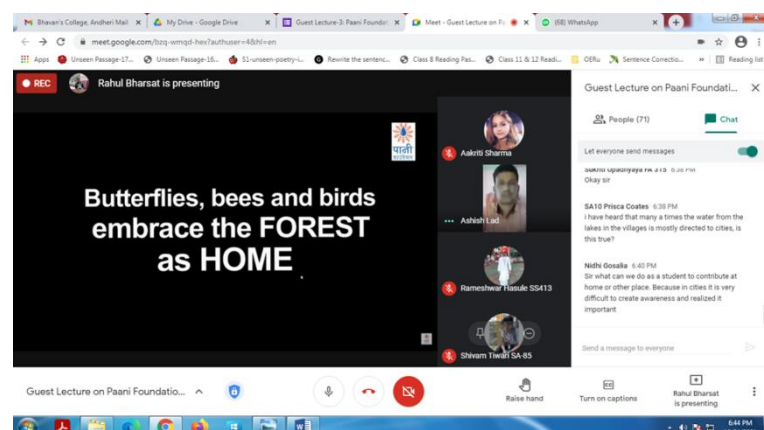 Bhavan's College, Andheri Mail
My Drive - Google Drive
Guest Lecture-3: Paani Foundat
Meet - Guest Lecture on Pa
(68) WhatsApp
meet.google.com/bzq-wmqd-hex?authuser=4&hl=en
Apps
Unseen Passage-17...
Unseen Passage-16...
S1-unseen-poetry-i...
Rewrite the sentenc...
Class 8 Reading Pas...
Class 11 & 12 Readi...
OERu
Sentence Correctio...
Reading list
REC
Rahul Bharsat is presenting
पानी
Butterflies, bees and birds
embrace the FOREST
as HOME
Aakriti Sharma
Ashish Lad
Rameshwar Hasule SS413
Shivam Tiwari SA-85
Guest Lecture on Paani Foundati...
People (71)
Chat
Let everyone send messages
Okay sir
SA10 Prisca Coates 6:38 PM
i have heard that many a times the water from the
lakes in the villages is mostly directed to cities, is
this true?
Nidhi Gosalia 6:40 PM
Sir what can we do as a student to contribute at
home or other place. Because in cities it is very
difficult to create awareness and realized it
important
Send a message to everyone
Guest Lecture on Paani Foundatio...
Raise hand
Turn on captions
Rahul Bharsat
is presenting
6:44 PM